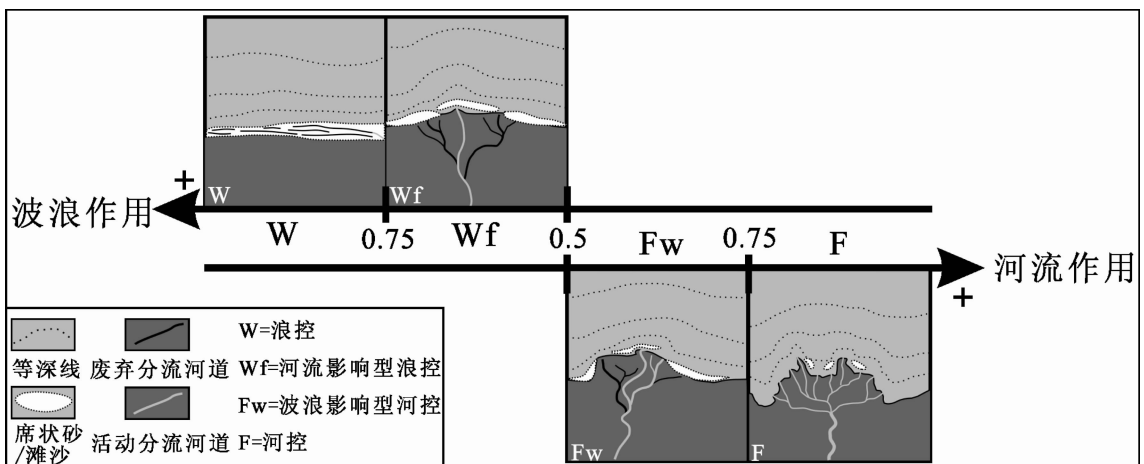 W
Wf
+
波浪作用
W
0.75
Wf
0.5
Fw
0.75
F
河流作用
+
等深线
废弃分流河道
W=浪控
Wf=河流影响型浪控
席状砂
/滩沙
活动分流河道
Fw=波浪影响型河控
F=河控
Fw
F